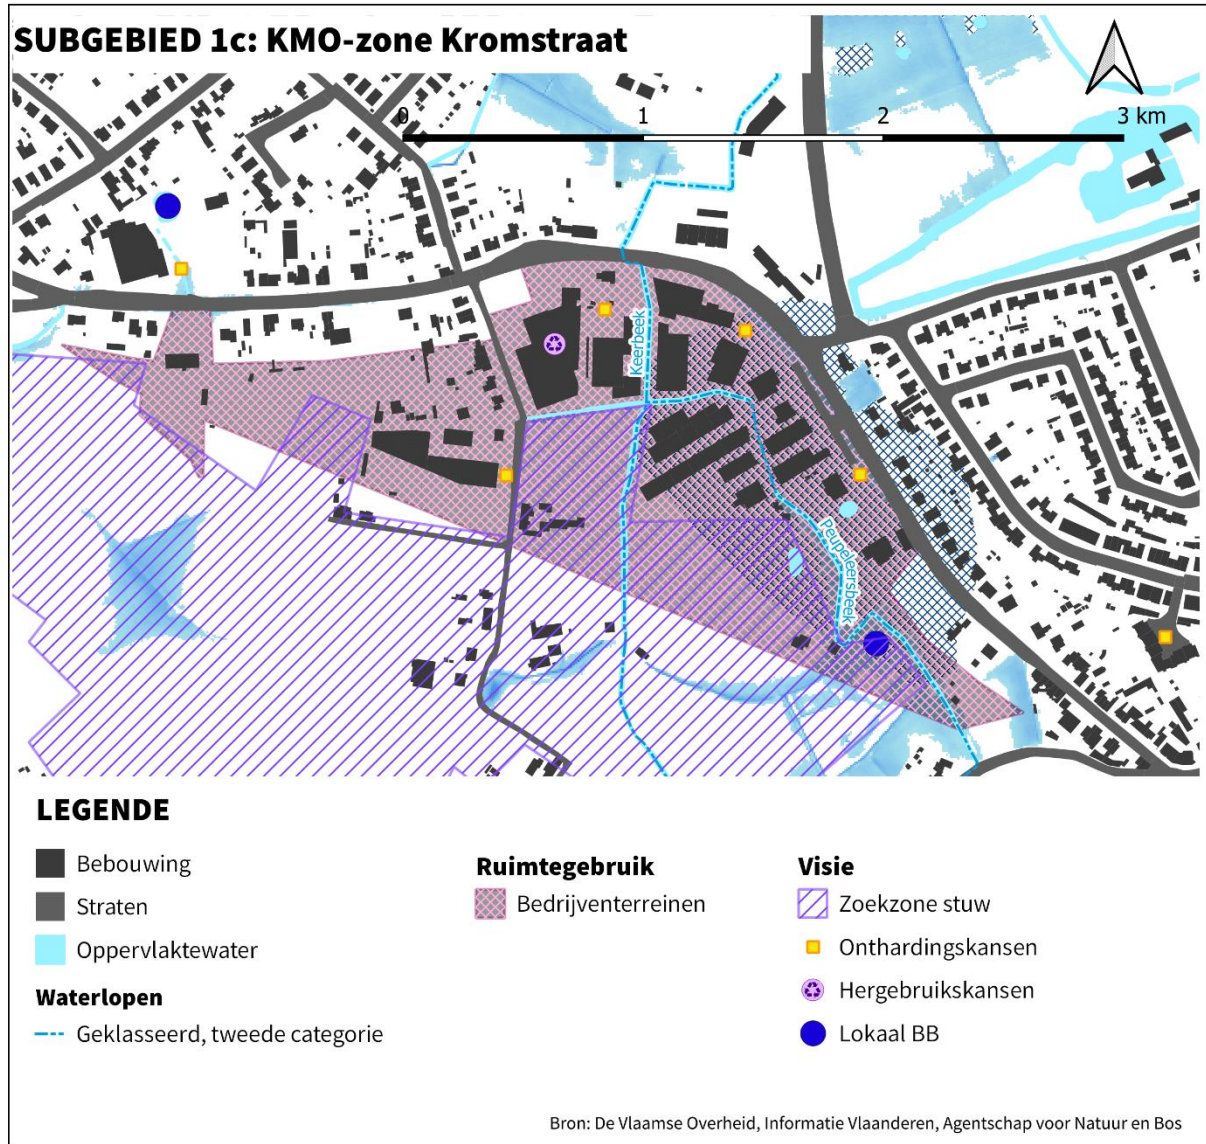 SUBGEBIED 1c: KMO-zone Kromstraat
0 1 2 3 km
Keerbeek
Peupeleersbeek
LEGENDE
Bebouwing
Straten
Oppervlaktewater
Waterlopen
Geklasseerd, tweede categorie
Ruimtegebruik
Bedrijventerreinen
Visie
Zoekzone stuw
Onthardingskansen
Hergebruikskansen
Lokaal BB
Bron: De Vlaamse Overheid, Informatie Vlaanderen, Agentschap voor Natuur en Bos